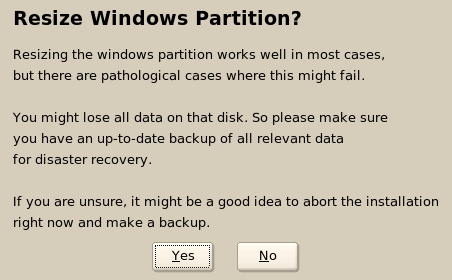 Resize Windows Partition?
Resizing the windows partition works well in most cases,
but there are pathological cases where this might fail.
You might lose all data on that disk. So please make sure
you have an up-to-date backup of all relevant data
for disaster recovery.
If you are unsure, it might be a good idea to abort the installation
right now and make a backup.
Yes No